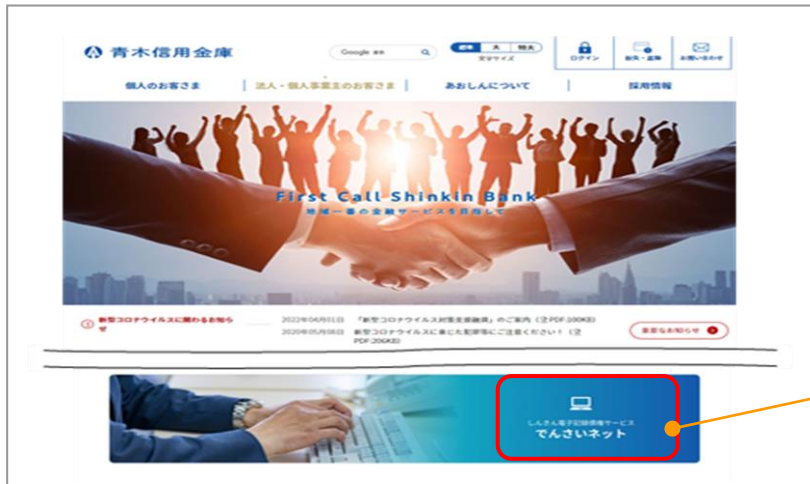 青木信用金庫
Google 検索
標準 大 特大
文字サイズ
ログイン
紛失・盗難
お問い合わせ
個人のお客さま
法人・個人事業主のお客さま
あおしんについて
採用情報
First Call Shinkin Bank
地域一番の金融サービスを目指して
新型コロナウイルスに関わるお知らせ
2022年04月01日 「新型コロナウイルス対策支援融資」のご案内 (PDF:100KB)
2020年05月08日 新型コロナウイルスに乗じた犯罪等にご注意ください！ (
PDF:206KB)
重要なお知らせ
しんきん電子記録債権サービス
でんさいネット